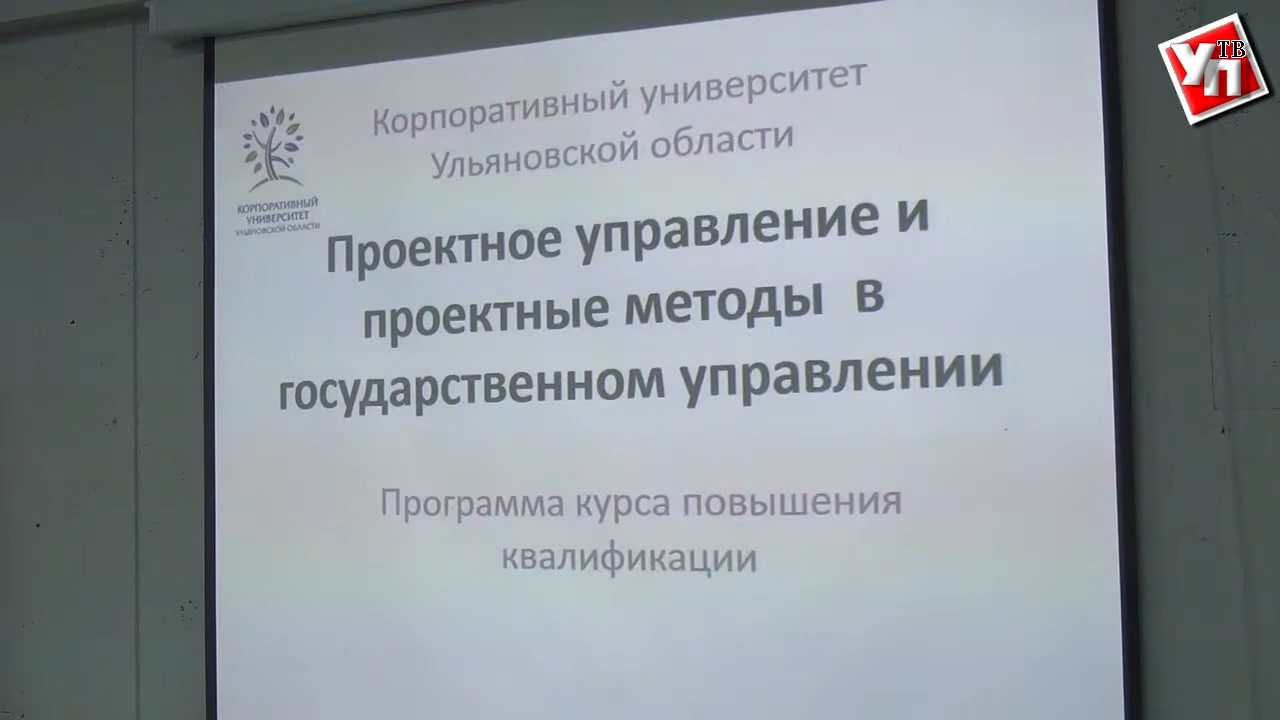 УП
ТВ
Корпоративный университет
Ульяновской области
КОРПОРАТИВНЫЙ
УНИВЕРСИТЕТ
УЛЬЯНОВСКОЙ ОБЛАСТИ
Проектное управление и
проектные методы в
государственном управлении
Программа курса повышения
квалификации